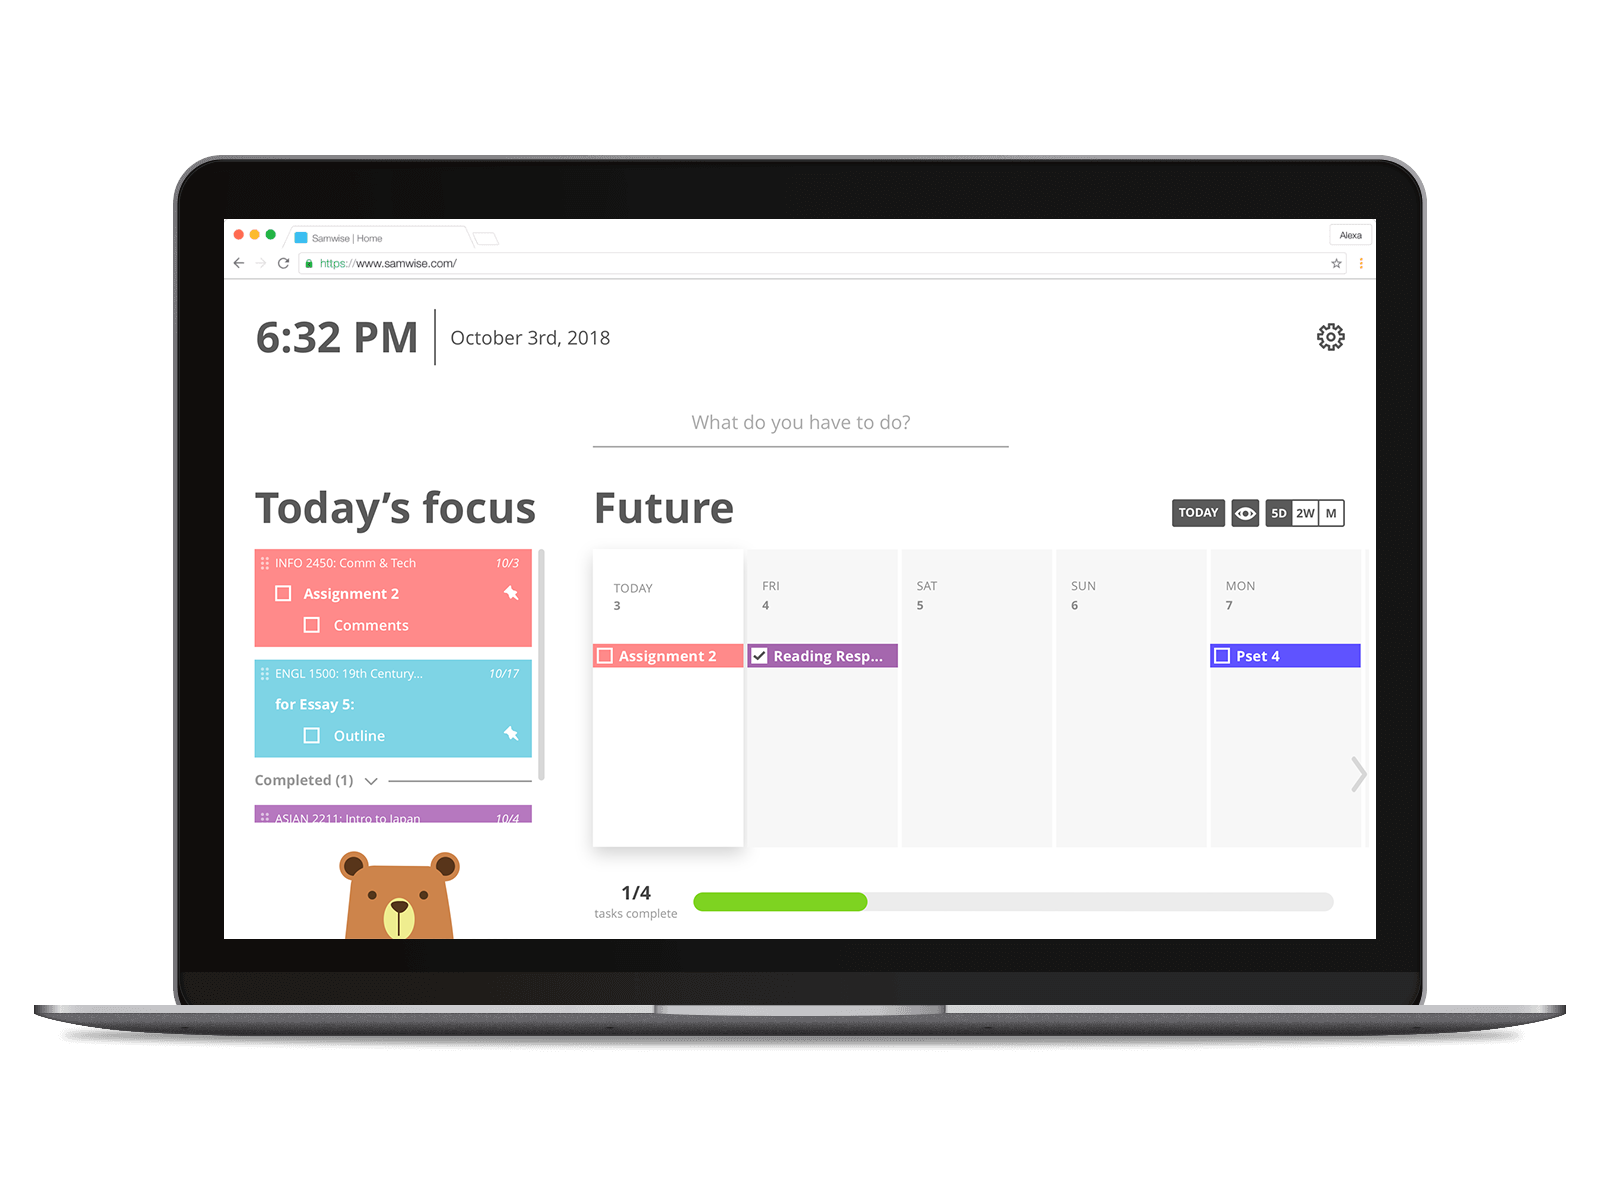 Samwise | Home
Alexa
https://www.samwise.com/
6:32 PM
October 3rd, 2018
What do you have to do?
Today's focus
Future
TODAY
5D
2W
M
INFO 2450: Comm & Tech
10/3
Assignment 2
Comments
ENGL 1500: 19th Century...
10/17
for Essay 5:
Outline
Completed (1)
ASIAN 2211: Intro to Japan
10/4
TODAY
3
FRI
4
SAT
5
SUN
6
MON
7
Assignment 2
Reading Resp...
Pset 4
1/4
tasks complete